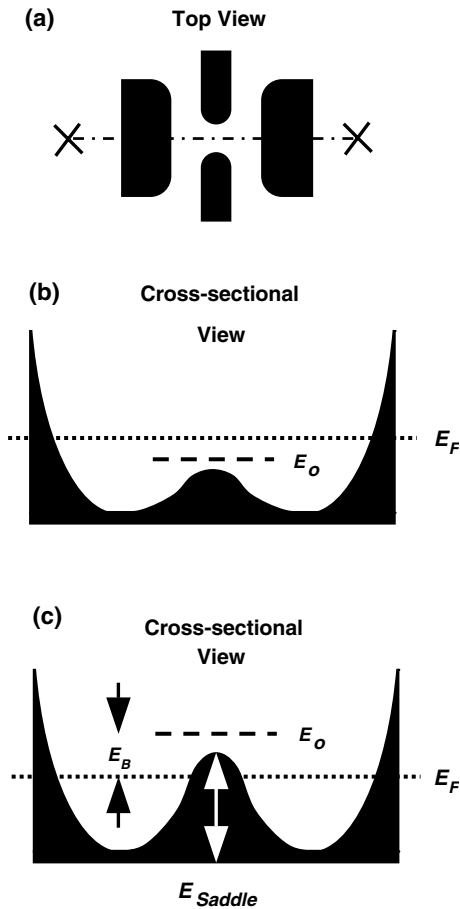 (a)
Top View
(b)
Cross-sectional
View
E_F
E_o
(c)
Cross-sectional
View
E_o
E_B
E_F
E_Saddle